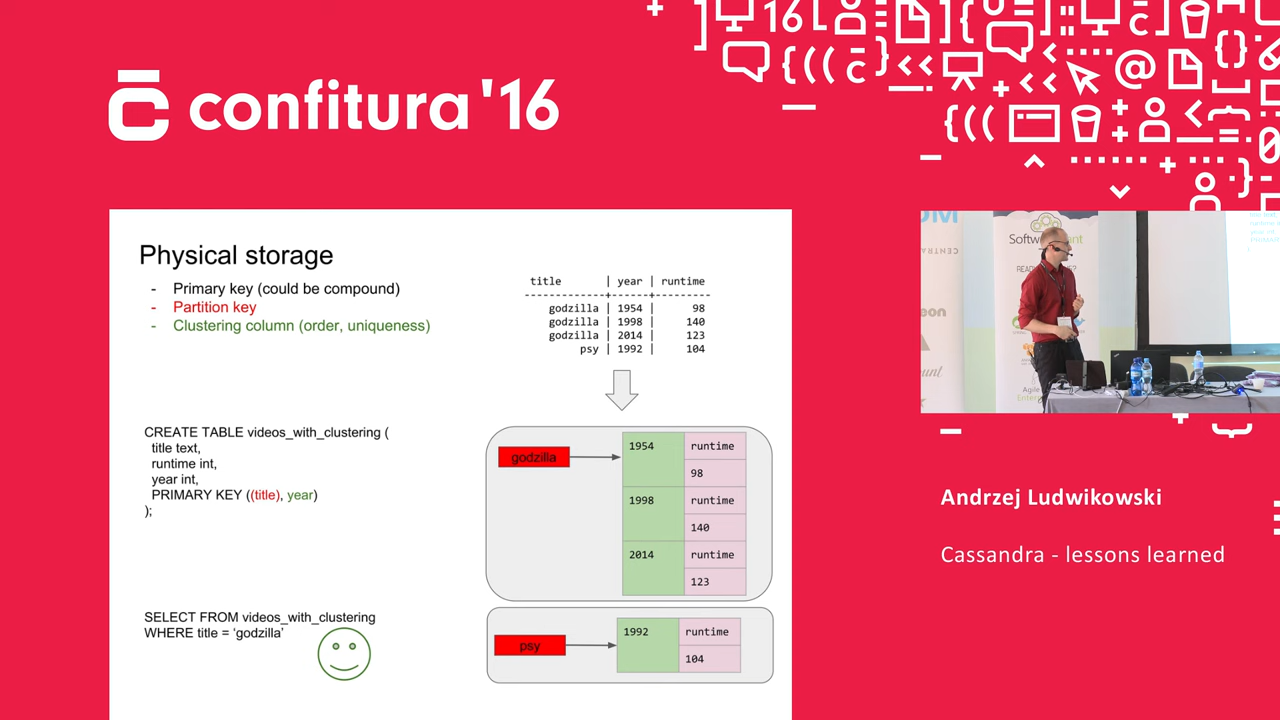 confitura '16
Physical storage
- Primary key (could be compound)
- Partition key
- Clustering column (order, uniqueness)
title | year | runtime
godzilla | 1954 | 98
godzilla | 1998 | 140
godzilla | 2014 | 123
psy | 1992 | 104
CREATE TABLE videos_with_clustering (
title text,
runtime int,
year int,
PRIMARY KEY ((title), year)
);
godzilla
1954 runtime
98
1998 runtime
140
2014 runtime
123
SELECT FROM videos_with_clustering
WHERE title = ‘godzilla’
psy
1992 runtime
104
Andrzej Ludwikowski
Cassandra - lessons learned